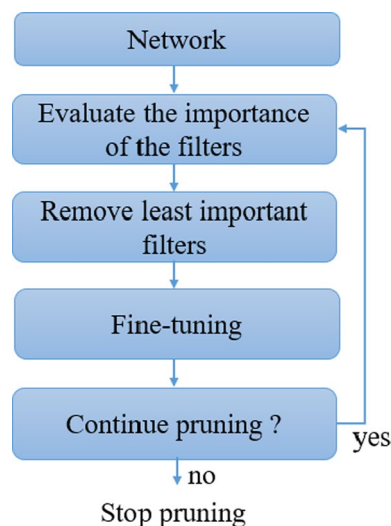 Network
Evaluate the importance
of the filters
Remove least important
filters
Fine-tuning
Continue pruning ?
yes
no
Stop pruning